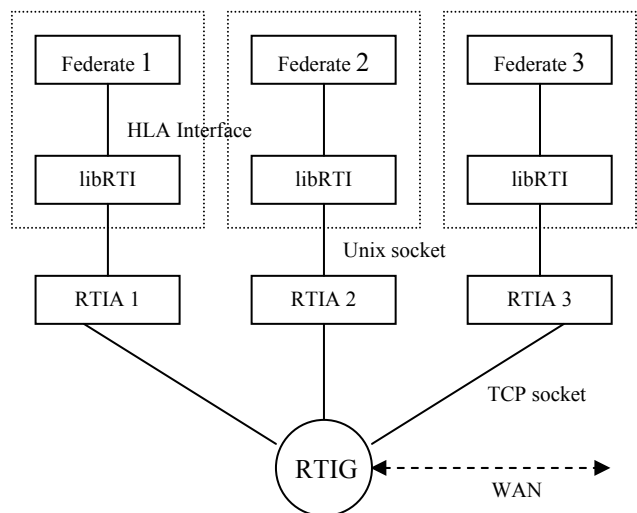 Federate 1
Federate 2
Federate 3
HLA Interface
libRTI
libRTI
libRTI
Unix socket
RTIA 1
RTIA 2
RTIA 3
TCP socket
RTIG
WAN